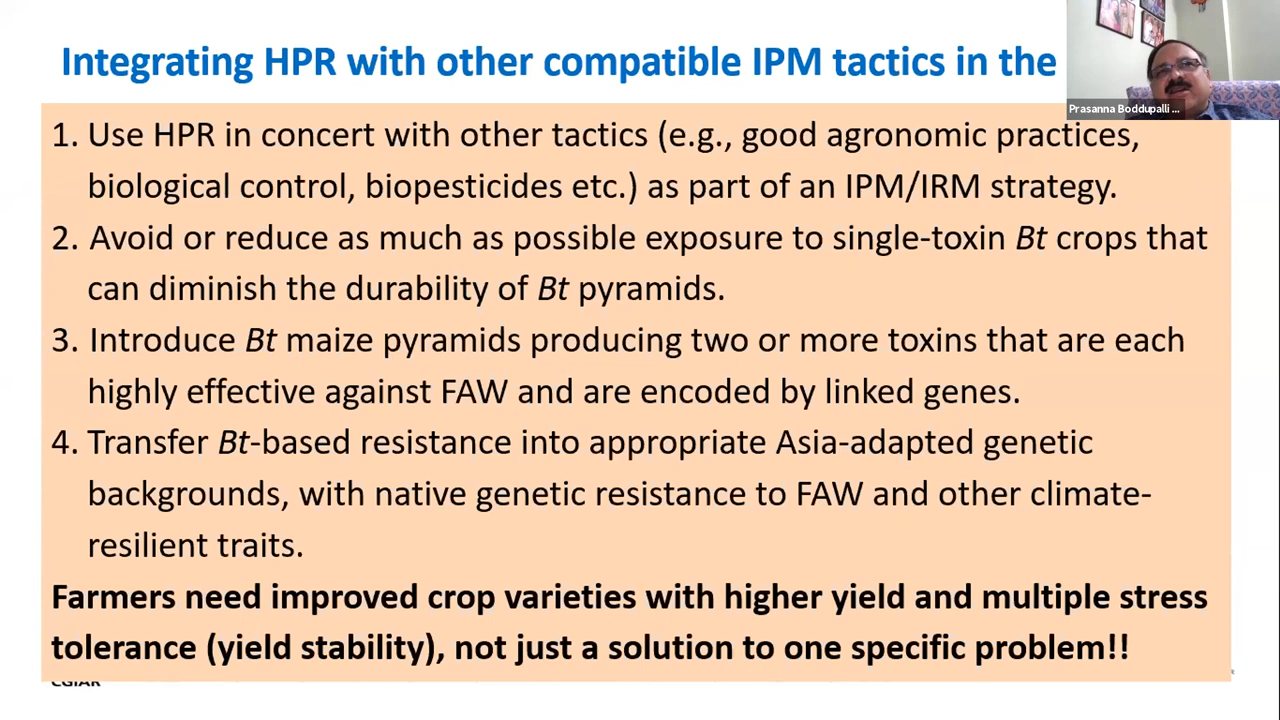 Integrating HPR with other compatible IPM tactics in the
Prasanna Boddupalli ...
1. Use HPR in concert with other tactics (e.g., good agronomic practices,
biological control, biopesticides etc.) as part of an IPM/IRM strategy.
2. Avoid or reduce as much as possible exposure to single-toxin Bt crops that
can diminish the durability of Bt pyramids.
3. Introduce Bt maize pyramids producing two or more toxins that are each
highly effective against FAW and are encoded by linked genes.
4. Transfer Bt-based resistance into appropriate Asia-adapted genetic
backgrounds, with native genetic resistance to FAW and other climate-
resilient traits.
Farmers need improved crop varieties with higher yield and multiple stress
tolerance (yield stability), not just a solution to one specific problem!!
CGIAR